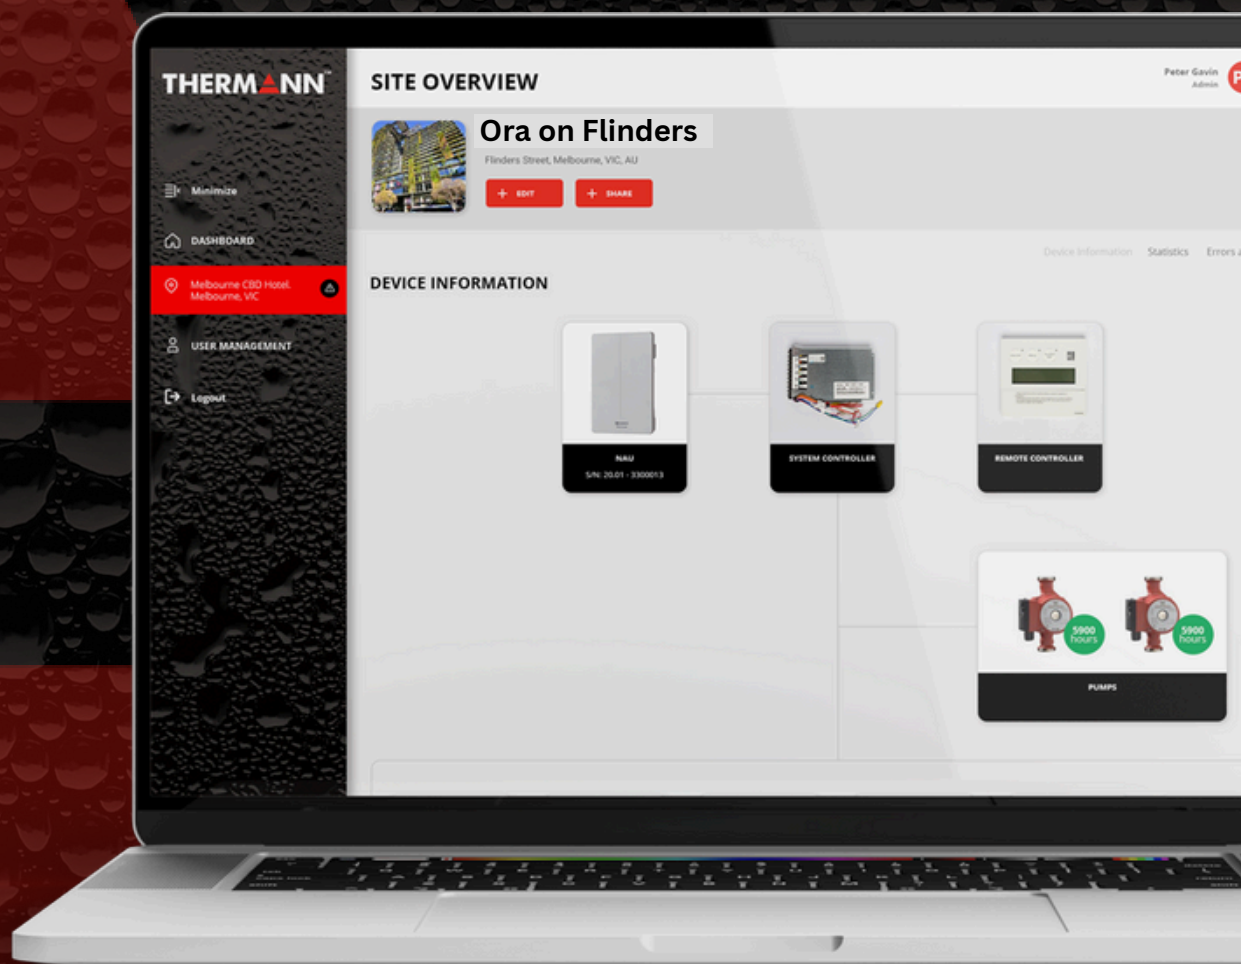 THERMANN™
SITE OVERVIEW
Peter Gavin
Admin
P
Ora on Flinders
Flinders Street, Melbourne, VIC, AU
+ EDIT
+ SHARE
Minimize
DASHBOARD
Melbourne CBD Hotel.
Melbourne, VIC
USER MANAGEMENT
Logout
Device Information
Statistics
Errors
DEVICE INFORMATION
NAU
S/N: 20.01 - 3300013
SYSTEM CONTROLLER
REMOTE CONTROLLER
5900
hours
5900
hours
PUMPS